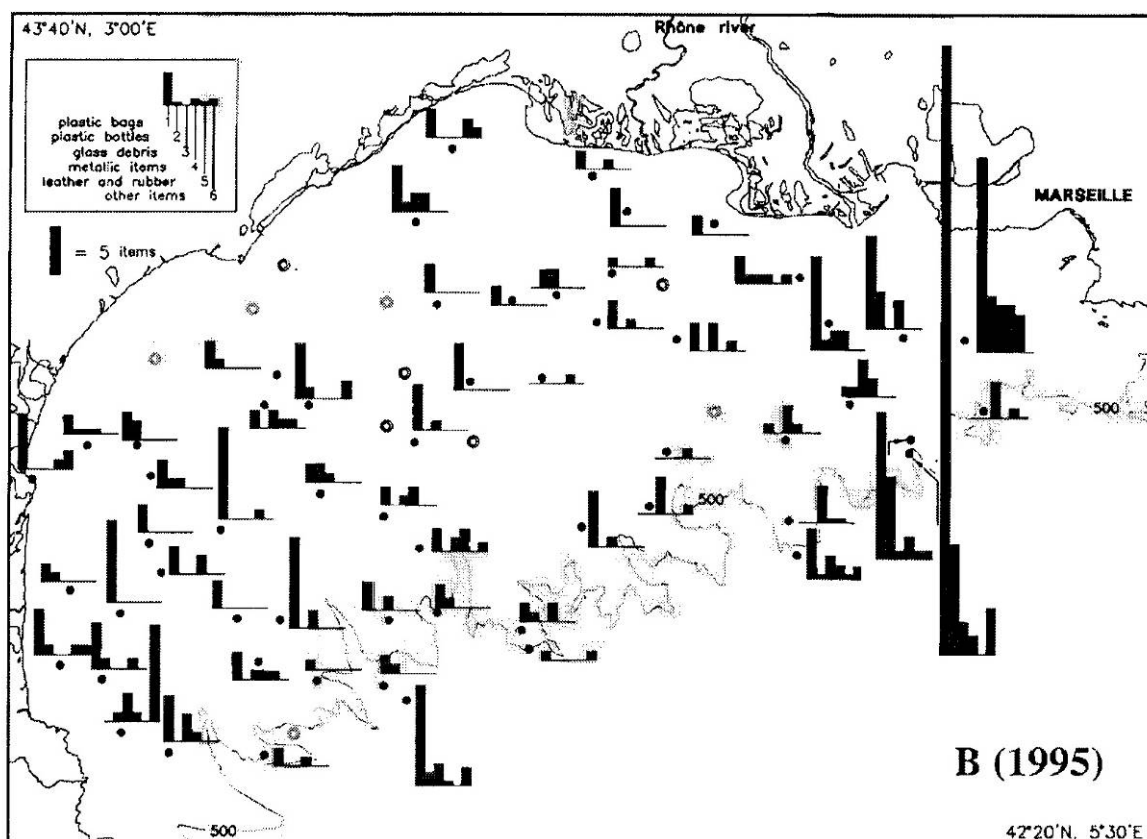 43°40'N, 3°00'E
Rhône river
plastic bags
plastic bottles
glass debris
metallic items
leather and rubber
other items
1
2
3
4
5
6
= 5 items
MARSEILLE
500
500
500
B (1995)
42°20'N, 5°30'E